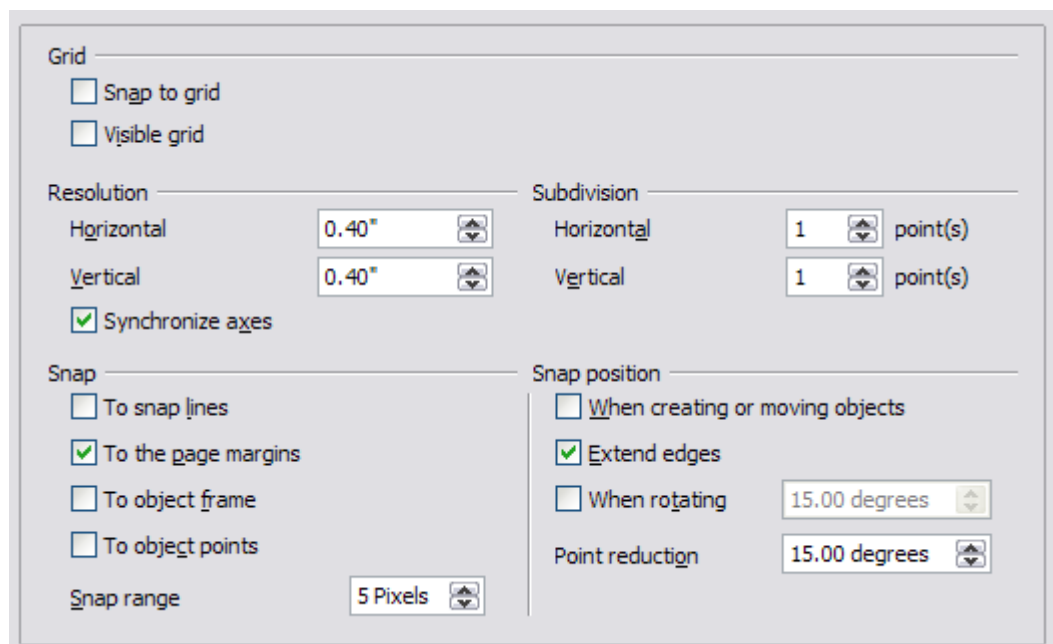 Grid
Snap to grid
Visible grid
Resolution
Horizontal 0.40"
Vertical 0.40"
Synchronize axes
Subdivision
Horizontal 1 point(s)
Vertical 1 point(s)
Snap
To snap lines
To the page margins
To object frame
To object points
Snap range 5 Pixels
Snap position
When creating or moving objects
Extend edges
When rotating 15.00 degrees
Point reduction 15.00 degrees